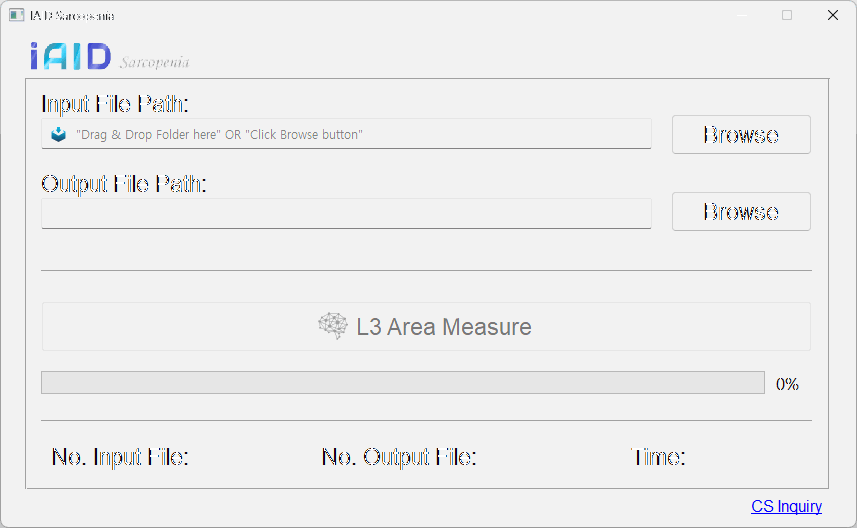 IAID Sarcopenia
iAID Sarcopenia
Input File Path:
"Drag & Drop Folder here" OR "Click Browse button"
Browse
Output File Path:
Browse
L3 Area Measure
0%
No. Input File: No. Output File: Time:
CS Inquiry